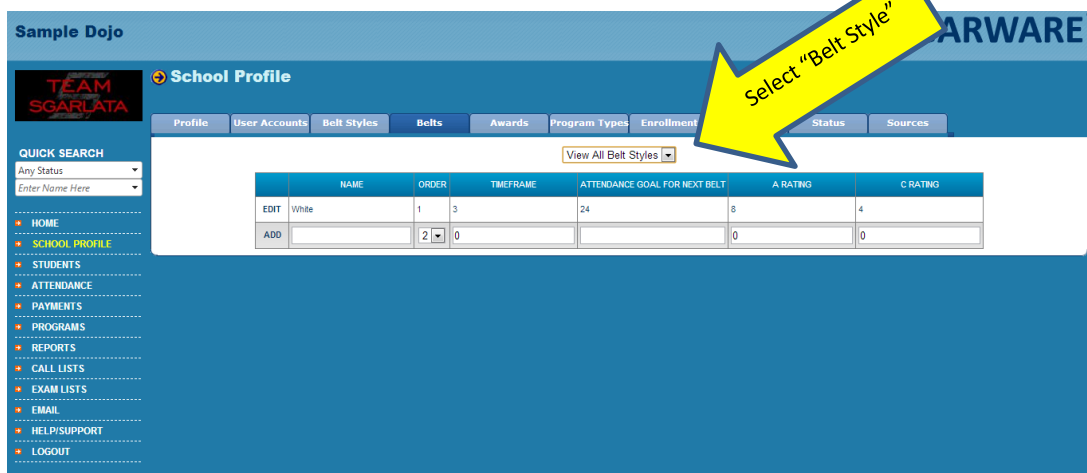 Sample Dojo
ARWARE
Select "Belt Style"
TEAM
SGARLATA
School Profile
Profile User Accounts Belt Styles Belts Awards Program Types Enrollment Status Sources
View All Belt Styles
QUICK SEARCH
Any Status
Enter Name Here
NAME ORDER TIMEFRAME ATTENDANCE GOAL FOR NEXT BELT A RATING C RATING
EDIT White 1 3 24 8 4
ADD 2 0 0 0
HOME
SCHOOL PROFILE
STUDENTS
ATTENDANCE
PAYMENTS
PROGRAMS
REPORTS
CALL LISTS
EXAM LISTS
EMAIL
HELP/SUPPORT
LOGOUT